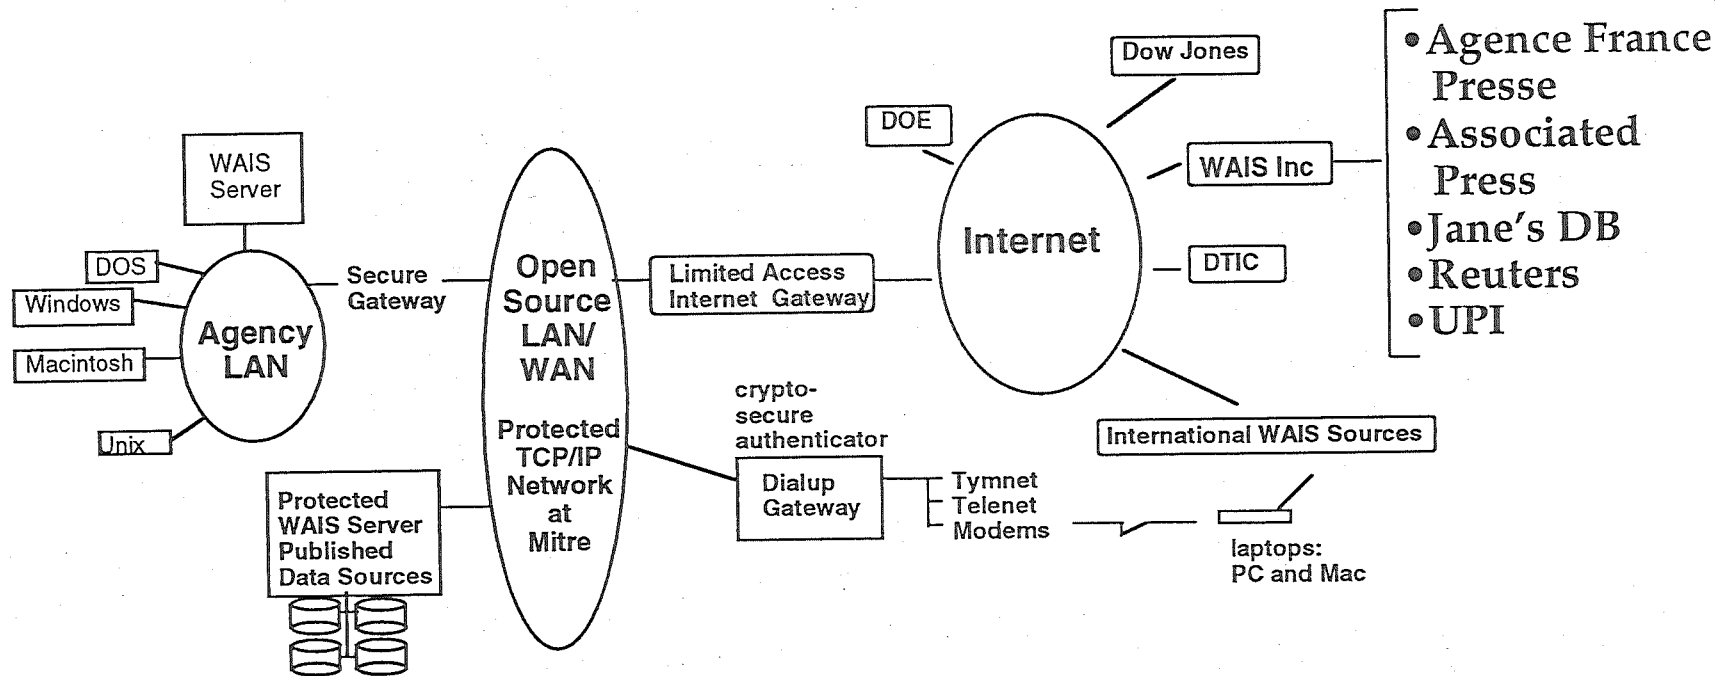 WAIS
Server
DOS
Windows
Macintosh
Unix
Agency
LAN
Secure
Gateway
Open
Source
LAN/
WAN
Protected
TCP/IP
Network
at
Mitre
Protected
WAIS Server
Published
Data Sources
Limited Access
Internet Gateway
crypto-
secure
authenticator
Dialup
Gateway
Tymnet
Telenet
Modems
laptops:
PC and Mac
Internet
DOE
Dow Jones
WAIS Inc
DTIC
International WAIS Sources
•Agence France
Presse
•Associated
Press
•Jane's DB
•Reuters
•UPI